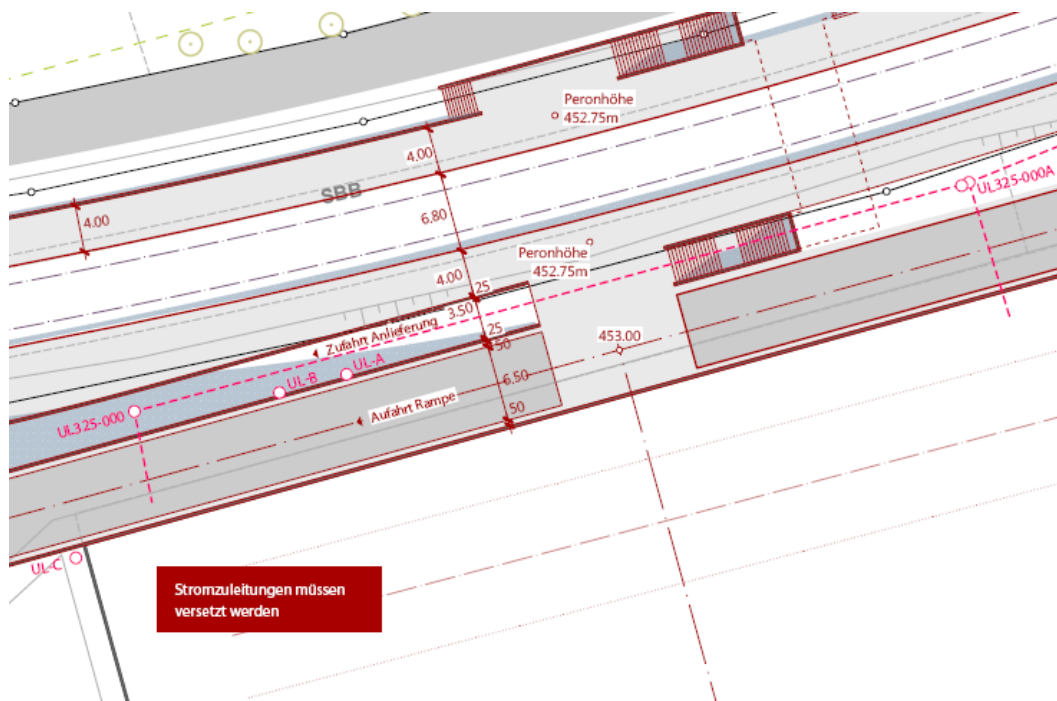 Peronhöhe
452.75m
4.00
SBB
4.00
6.80
UL325-000A
Peronhöhe
452.75m
4.00
25
3.50
Zufahrt Anlieferung
25
50
453.00
UL-A
UL-B
6.50
Aufahrt Rampe
50
UL325-000
UL-C
Stromzuleitungen müssen
versetzt werden